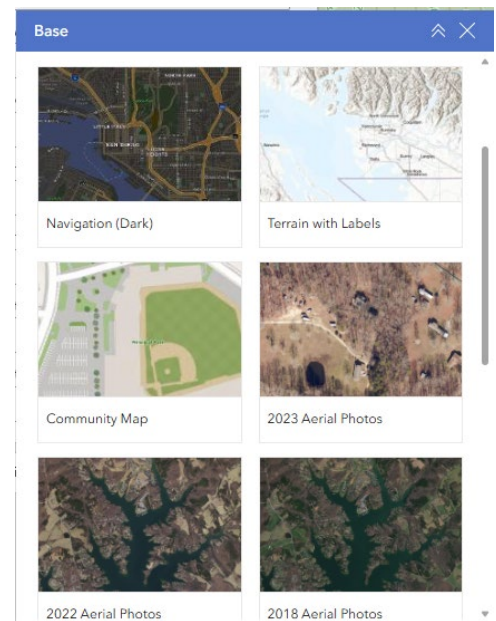 Base
Navigation (Dark)
Terrain with Labels
Community Map
2023 Aerial Photos
2022 Aerial Photos
2018 Aerial Photos